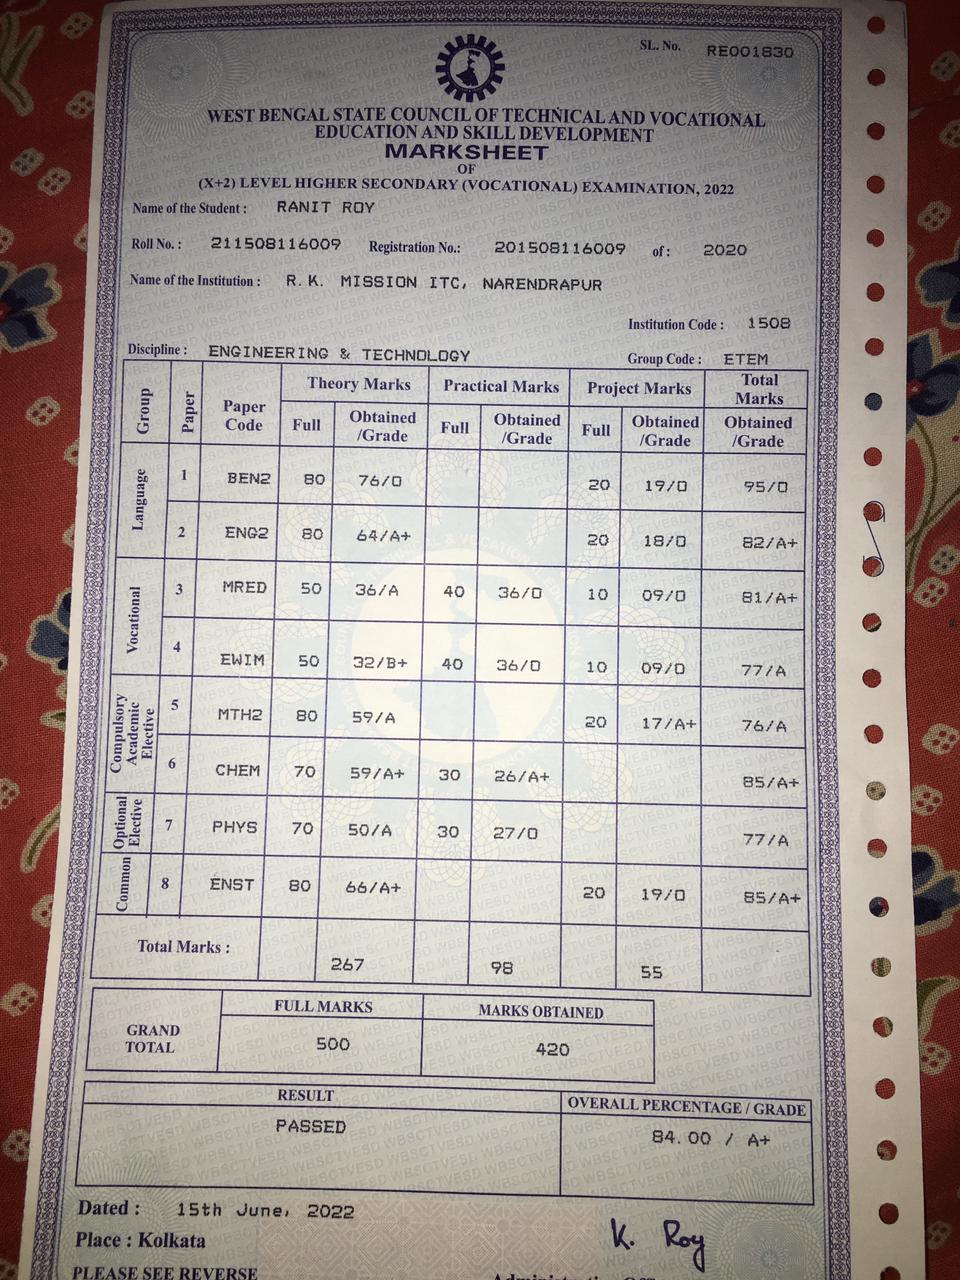 SL. No. RE001830
WEST BENGAL STATE COUNCIL OF TECHNICAL AND VOCATIONAL
EDUCATION AND SKILL DEVELOPMENT
MARKSHEET
OF
(X+2) LEVEL HIGHER SECONDARY (VOCATIONAL) EXAMINATION, 2022
Name of the Student : RANIT ROY
Roll No. : 211508116009 Registration No.: 201508116009 of : 2020
Name of the Institution : R.K. MISSION ITC, NARENDRAPUR
Institution Code : 1508
Discipline : ENGINEERING & TECHNOLOGY Group Code : ETEM
Group Paper Paper Code Theory Marks Practical Marks Project Marks Total Marks
Full Obtained /Grade Full Obtained /Grade Full Obtained /Grade Obtained /Grade
Language 1 BEN2 80 76/O 20 19/O 95/O
2 ENG2 80 64/A+ 20 18/O 82/A+
Vocational 3 MRED 50 36/A 40 36/O 10 09/O 81/A+
4 EWIM 50 32/B+ 40 36/O 10 09/O 77/A
Compulsory Academic Elective 5 MTH2 80 59/A 20 17/A+ 76/A
6 CHEM 70 59/A+ 30 26/A+ 85/A+
Optional Elective 7 PHYS 70 50/A 30 27/O 77/A
Common 8 ENST 80 66/A+ 20 19/O 85/A+
Total Marks : 267 98 55
GRAND TOTAL FULL MARKS MARKS OBTAINED
500 420
RESULT OVERALL PERCENTAGE / GRADE
PASSED 84.00 / A+
Dated : 15th June, 2022
Place : Kolkata K. Roy
PLEASE SEE REVERSE